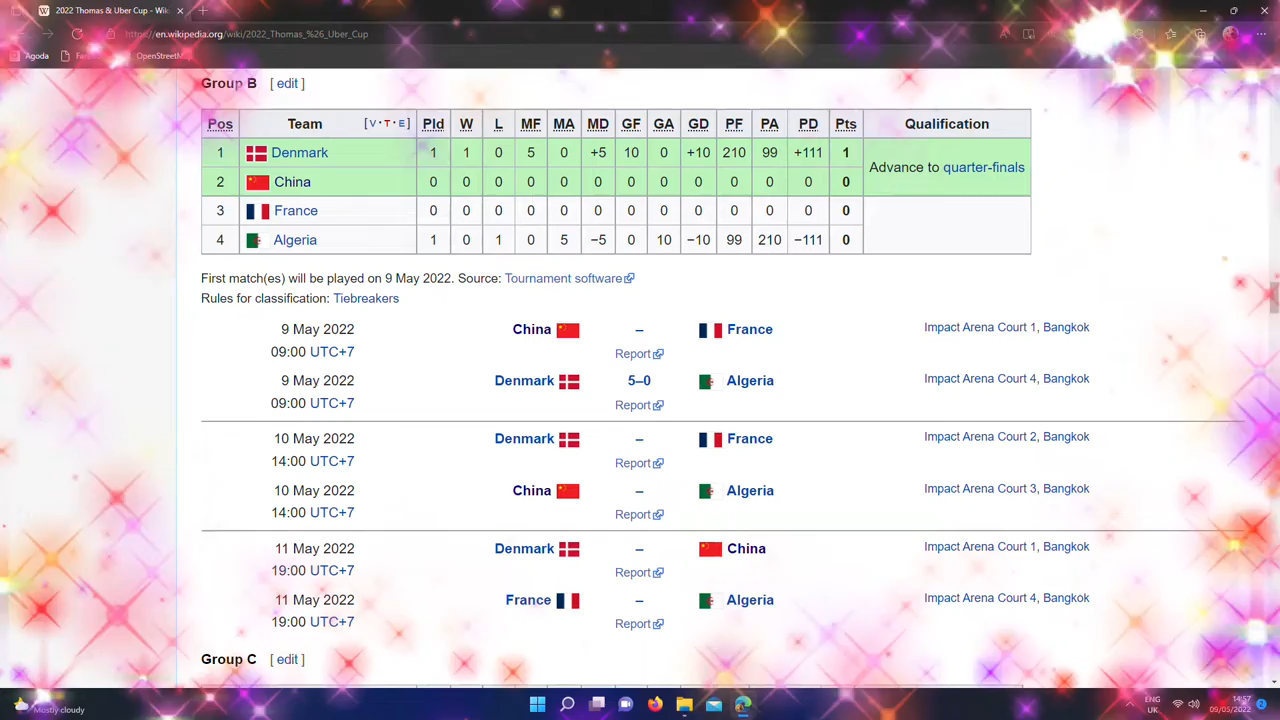 2022 Thomas & Uber Cup - Wiki
https://en.wikipedia.org/wiki/2022_Thomas_%26_Uber_Cup
Agoda
OpenStreetM
Group B [ edit ]
Pos Team [V·T·E] Pld W L MF MA MD GF GA GD PF PA PD Pts Qualification
1 Denmark 1 1 0 5 0 +5 10 0 +10 210 99 +111 1 Advance to quarter-finals
2 China 0 0 0 0 0 0 0 0 0 0 0 0 0
3 France 0 0 0 0 0 0 0 0 0 0 0 0 0
4 Algeria 1 0 1 0 5 −5 0 10 −10 99 210 −111 0
First match(es) will be played on 9 May 2022. Source: Tournament software
Rules for classification: Tiebreakers
9 May 2022 China – France Impact Arena Court 1, Bangkok
09:00 UTC+7 Report
9 May 2022 Denmark 5–0 Algeria Impact Arena Court 4, Bangkok
09:00 UTC+7 Report
10 May 2022 Denmark – France Impact Arena Court 2, Bangkok
14:00 UTC+7 Report
10 May 2022 China – Algeria Impact Arena Court 3, Bangkok
14:00 UTC+7 Report
11 May 2022 Denmark – China Impact Arena Court 1, Bangkok
19:00 UTC+7 Report
11 May 2022 France – Algeria Impact Arena Court 4, Bangkok
19:00 UTC+7 Report
Group C [ edit ]
Mostly cloudy
ENG
UK
14:57
09/05/2022
2